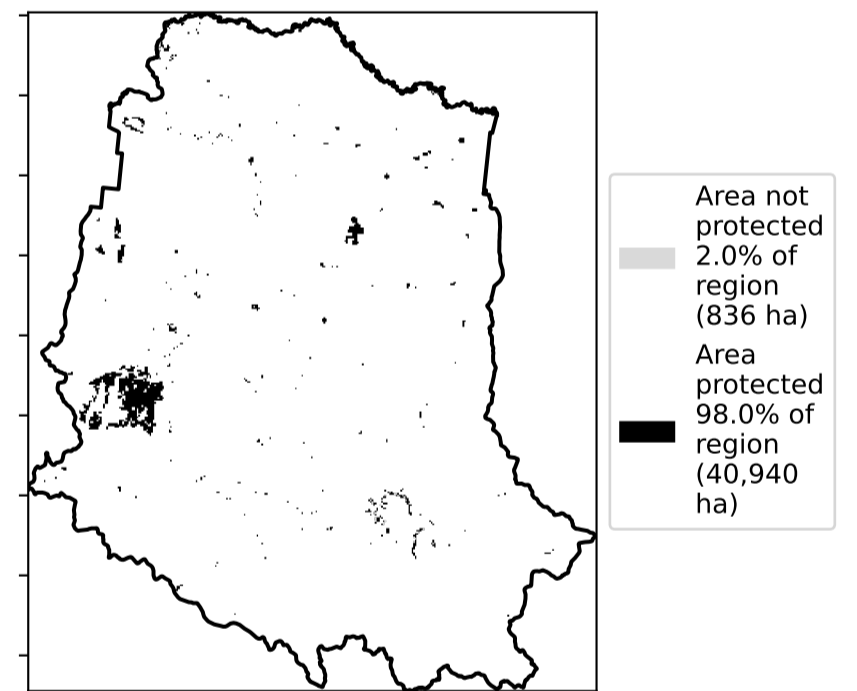 Area not
protected
2.0% of
region
(836 ha)
Area
protected
98.0% of
region
(40,940
ha)